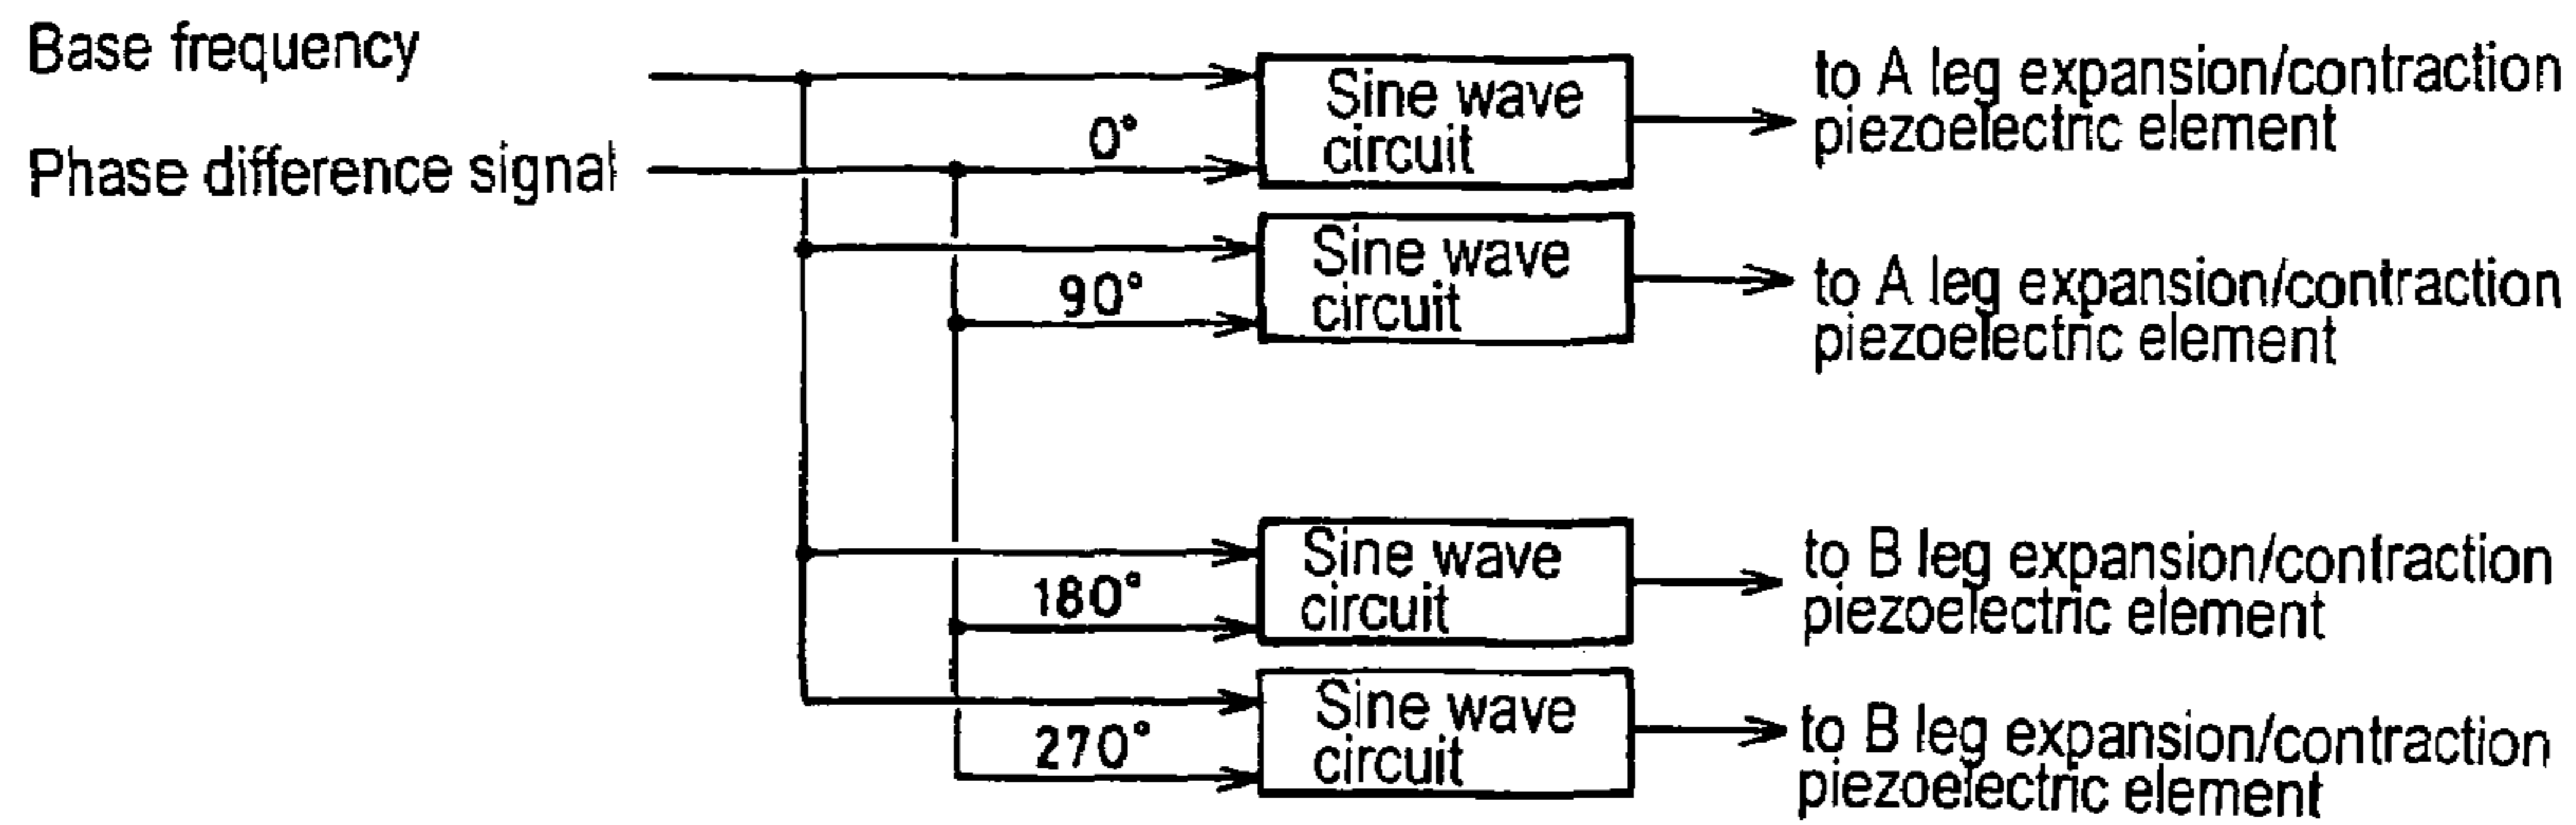 Base frequency
Phase difference signal
0°
Sine wave
circuit
to A leg expansion/contraction
piezoelectric element
90°
Sine wave
circuit
to A leg expansion/contraction
piezoelectric element
180°
Sine wave
circuit
to B leg expansion/contraction
piezoelectric element
270°
Sine wave
circuit
to B leg expansion/contraction
piezoelectric element